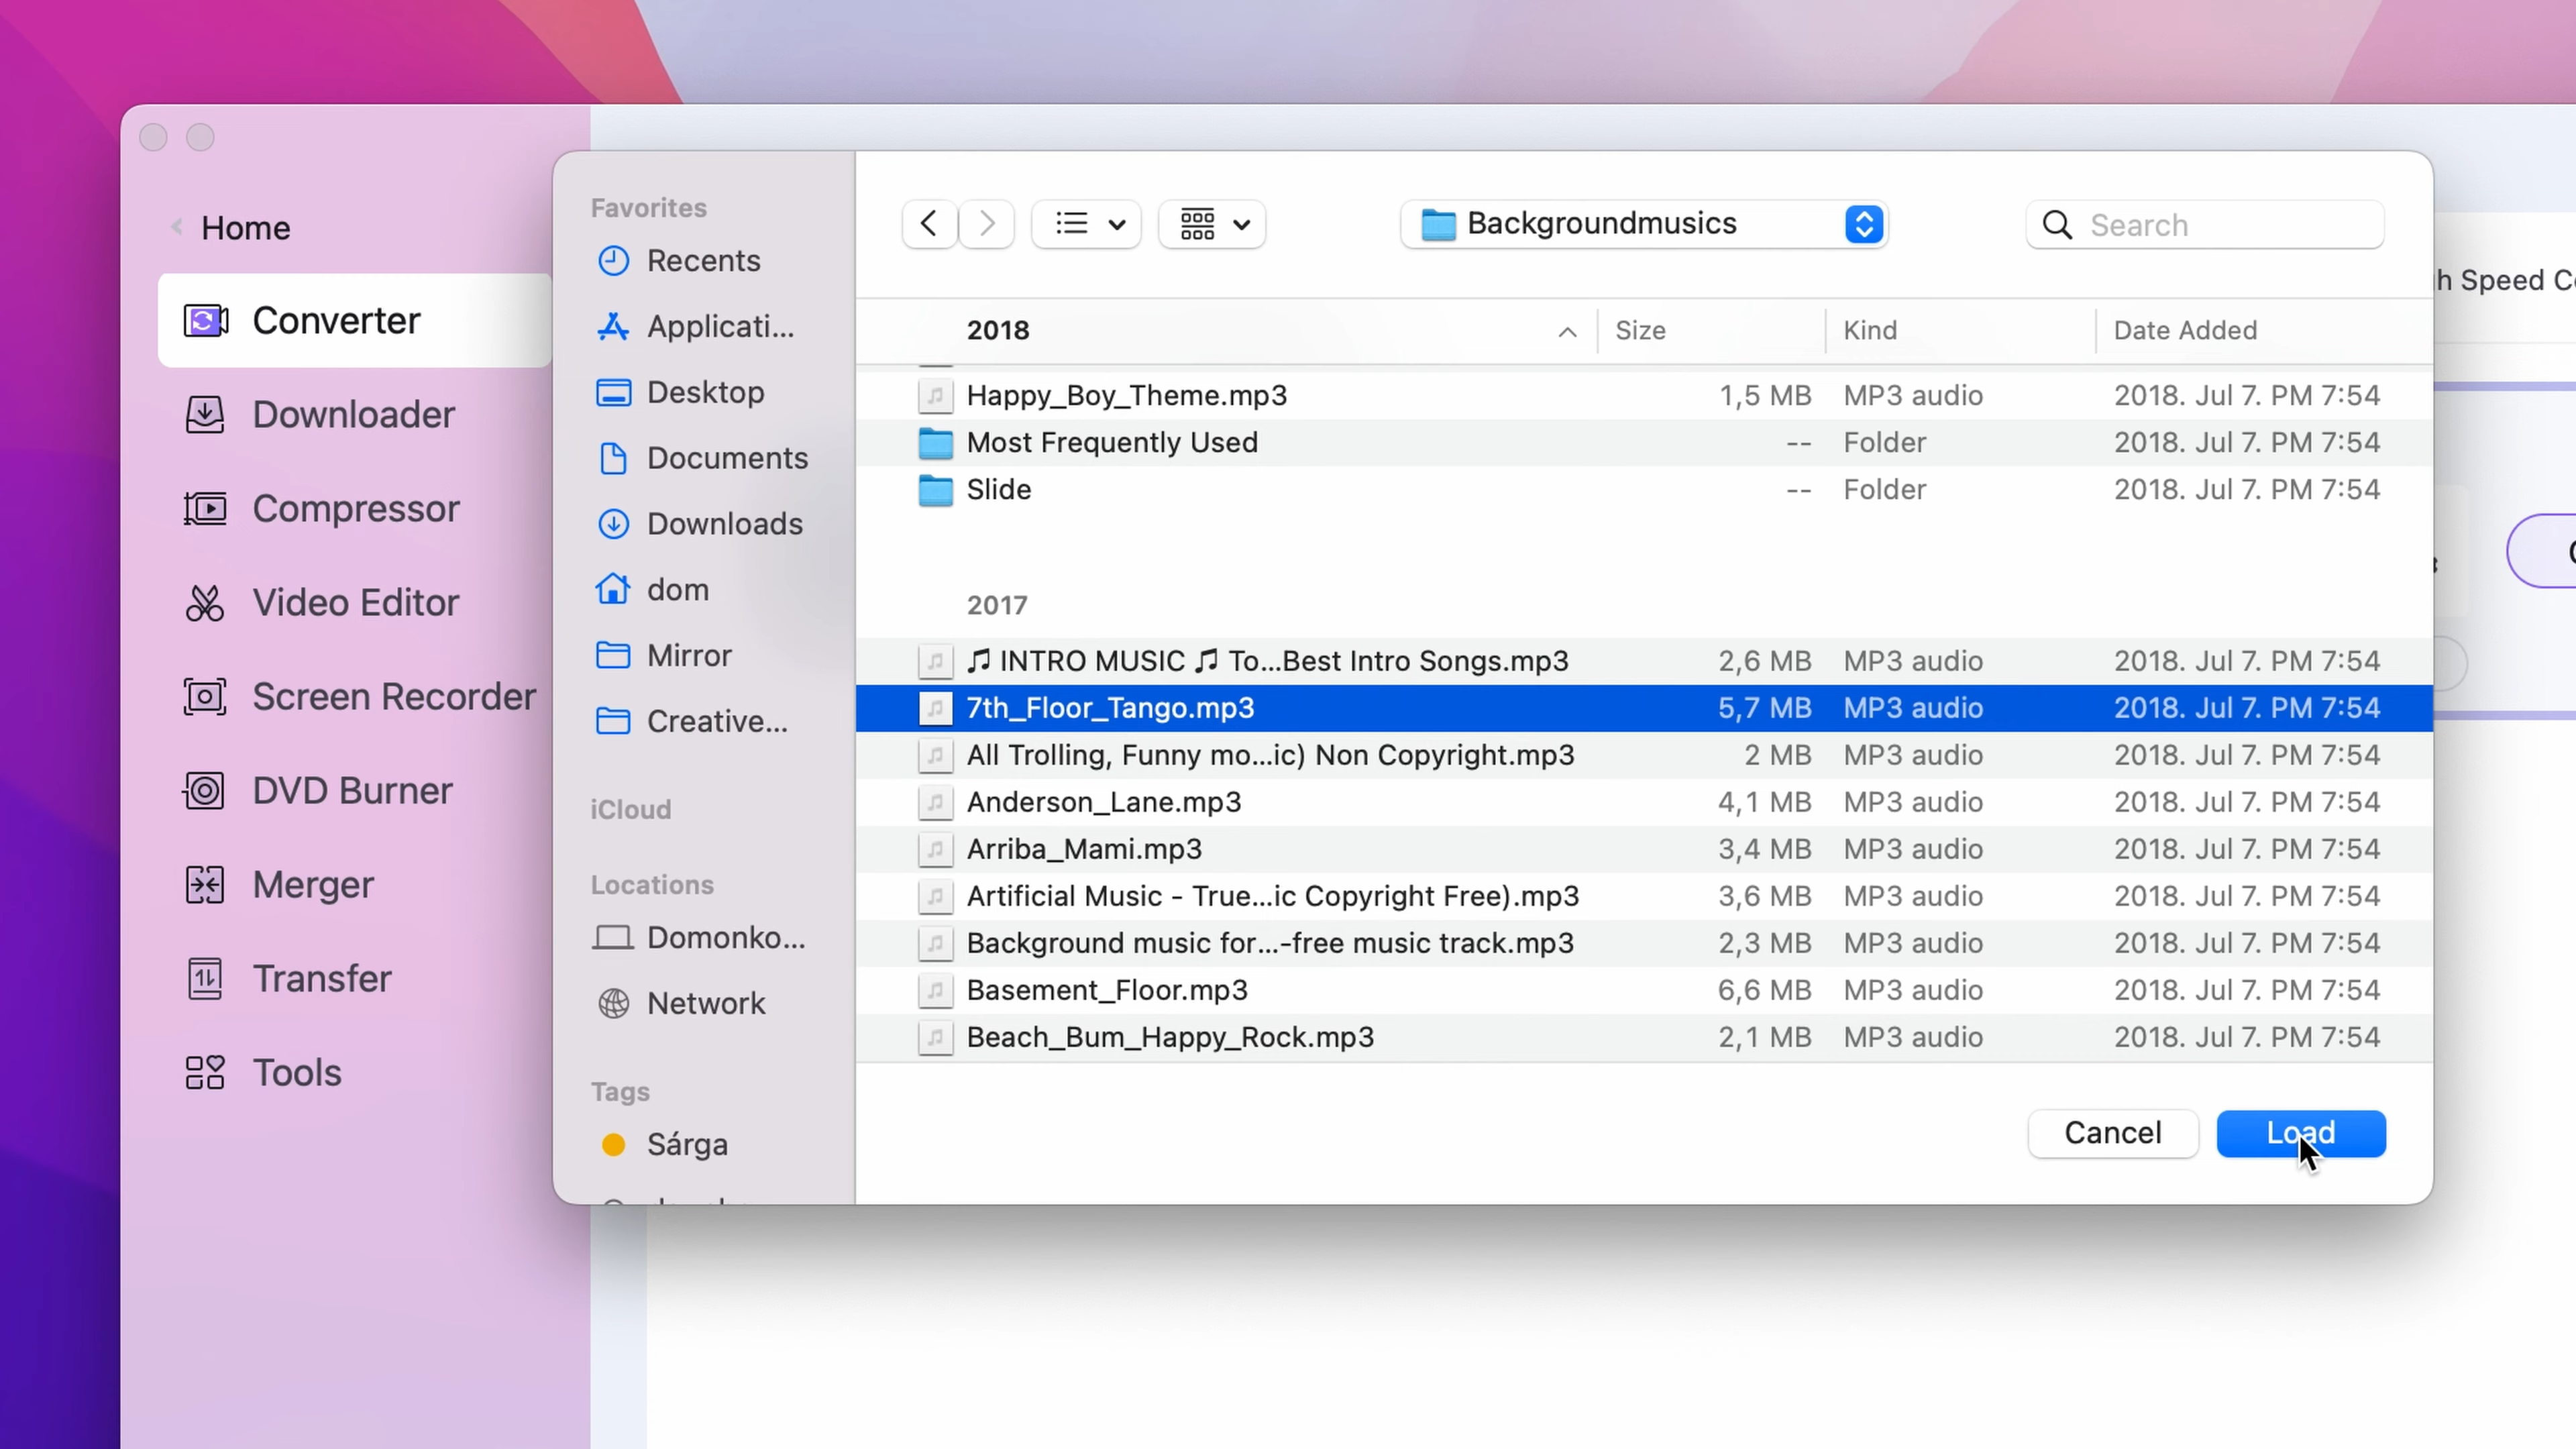 Home
Converter
Downloader
Compressor
Video Editor
Screen Recorder
DVD Burner
Merger
Transfer
Tools
Favorites
Recents
Applicati...
Desktop
Documents
Downloads
dom
Mirror
Creative...
iCloud
Locations
Domonko...
Network
Tags
Sárga
Backgroundmusics
Search
2018 Size Kind Date Added
Happy_Boy_Theme.mp3 1,5 MB MP3 audio 2018. Jul 7. PM 7:54
Most Frequently Used -- Folder 2018. Jul 7. PM 7:54
Slide -- Folder 2018. Jul 7. PM 7:54
2017
🎵 INTRO MUSIC 🎵 To...Best Intro Songs.mp3 2,6 MB MP3 audio 2018. Jul 7. PM 7:54
7th_Floor_Tango.mp3 5,7 MB MP3 audio 2018. Jul 7. PM 7:54
All Trolling, Funny mo...ic) Non Copyright.mp3 2 MB MP3 audio 2018. Jul 7. PM 7:54
Anderson_Lane.mp3 4,1 MB MP3 audio 2018. Jul 7. PM 7:54
Arriba_Mami.mp3 3,4 MB MP3 audio 2018. Jul 7. PM 7:54
Artificial Music - True...ic Copyright Free).mp3 3,6 MB MP3 audio 2018. Jul 7. PM 7:54
Background music for...-free music track.mp3 2,3 MB MP3 audio 2018. Jul 7. PM 7:54
Basement_Floor.mp3 6,6 MB MP3 audio 2018. Jul 7. PM 7:54
Beach_Bum_Happy_Rock.mp3 2,1 MB MP3 audio 2018. Jul 7. PM 7:54
Cancel Load
Speed